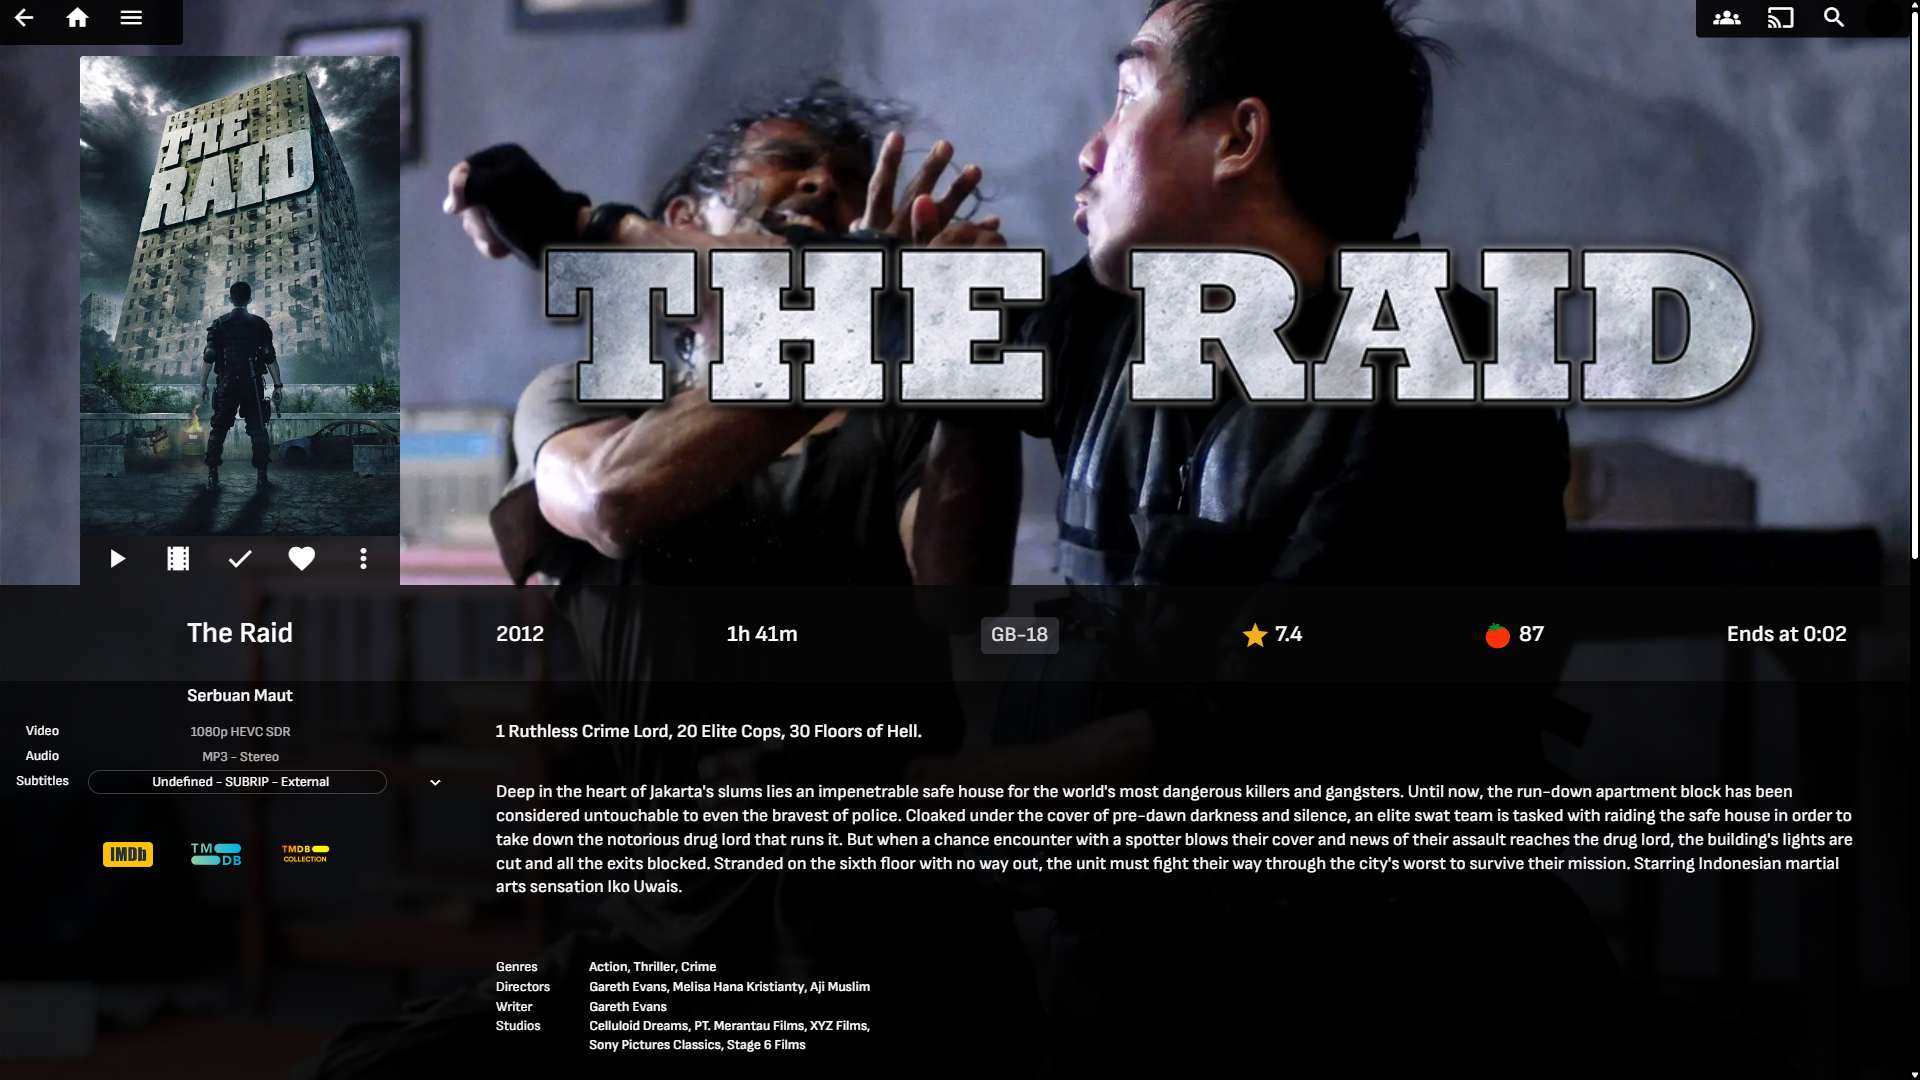 THE
RAID
THE RAID
The Raid
2012
1h 41m
GB-18
7.4
87
Ends at 0:02
Serbuan Maut
Video
1080p HEVC SDR
Audio
MP3 - Stereo
Subtitles
Undefined - SUBRIP - External
IMDb
TM
DB
TMDB
COLLECTION
1 Ruthless Crime Lord, 20 Elite Cops, 30 Floors of Hell.
Deep in the heart of Jakarta's slums lies an impenetrable safe house for the world's most dangerous killers and gangsters. Until now, the run-down apartment block has been
considered untouchable to even the bravest of police. Cloaked under the cover of pre-dawn darkness and silence, an elite swat team is tasked with raiding the safe house in order to
take down the notorious drug lord that runs it. But when a chance encounter with a spotter blows their cover and news of their assault reaches the drug lord, the building's lights are
cut and all the exits blocked. Stranded on the sixth floor with no way out, the unit must fight their way through the city's worst to survive their mission. Starring Indonesian martial
arts sensation Iko Uwais.
Genres
Action, Thriller, Crime
Directors
Gareth Evans, Melisa Hana Kristianty, Aji Muslim
Writer
Gareth Evans
Studios
Celluloid Dreams, PT. Merantau Films, XYZ Films,
Sony Pictures Classics, Stage 6 Films